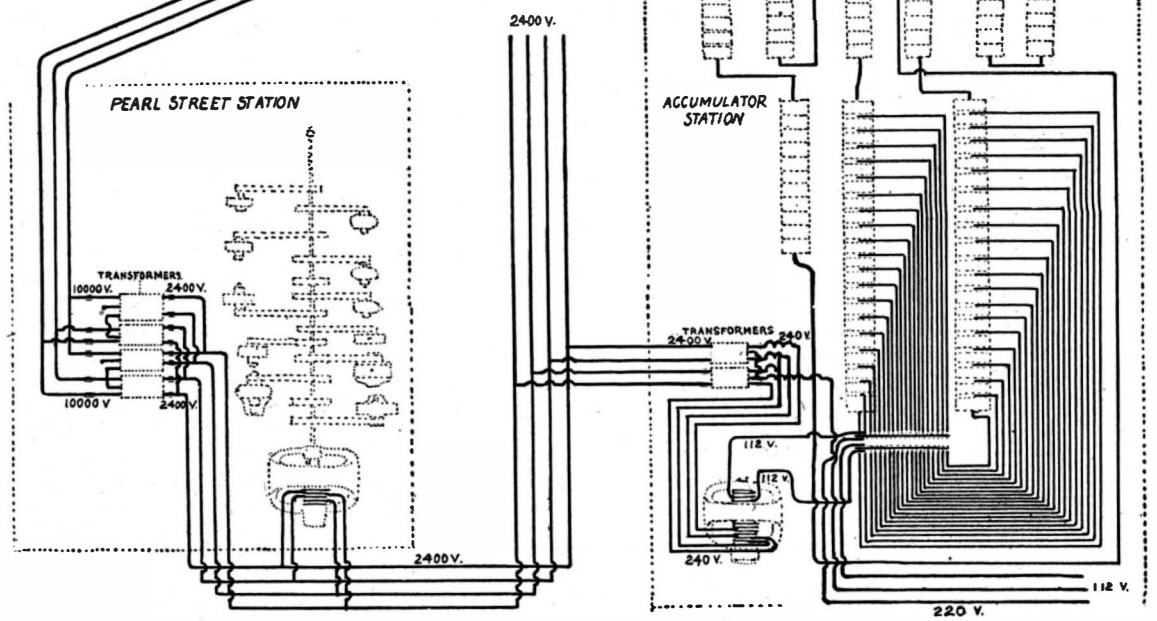 2400 V.
PEARL STREET STATION
ACCUMULATOR
STATION
6
TRANSFORMERS.
10000 V.
2400 V.
10000 V
2400 V.
TRANSFORMERS
2400 V.
240 V.
112 V.
112 V.
240 V.
2400 V.
112 V.
220 V.